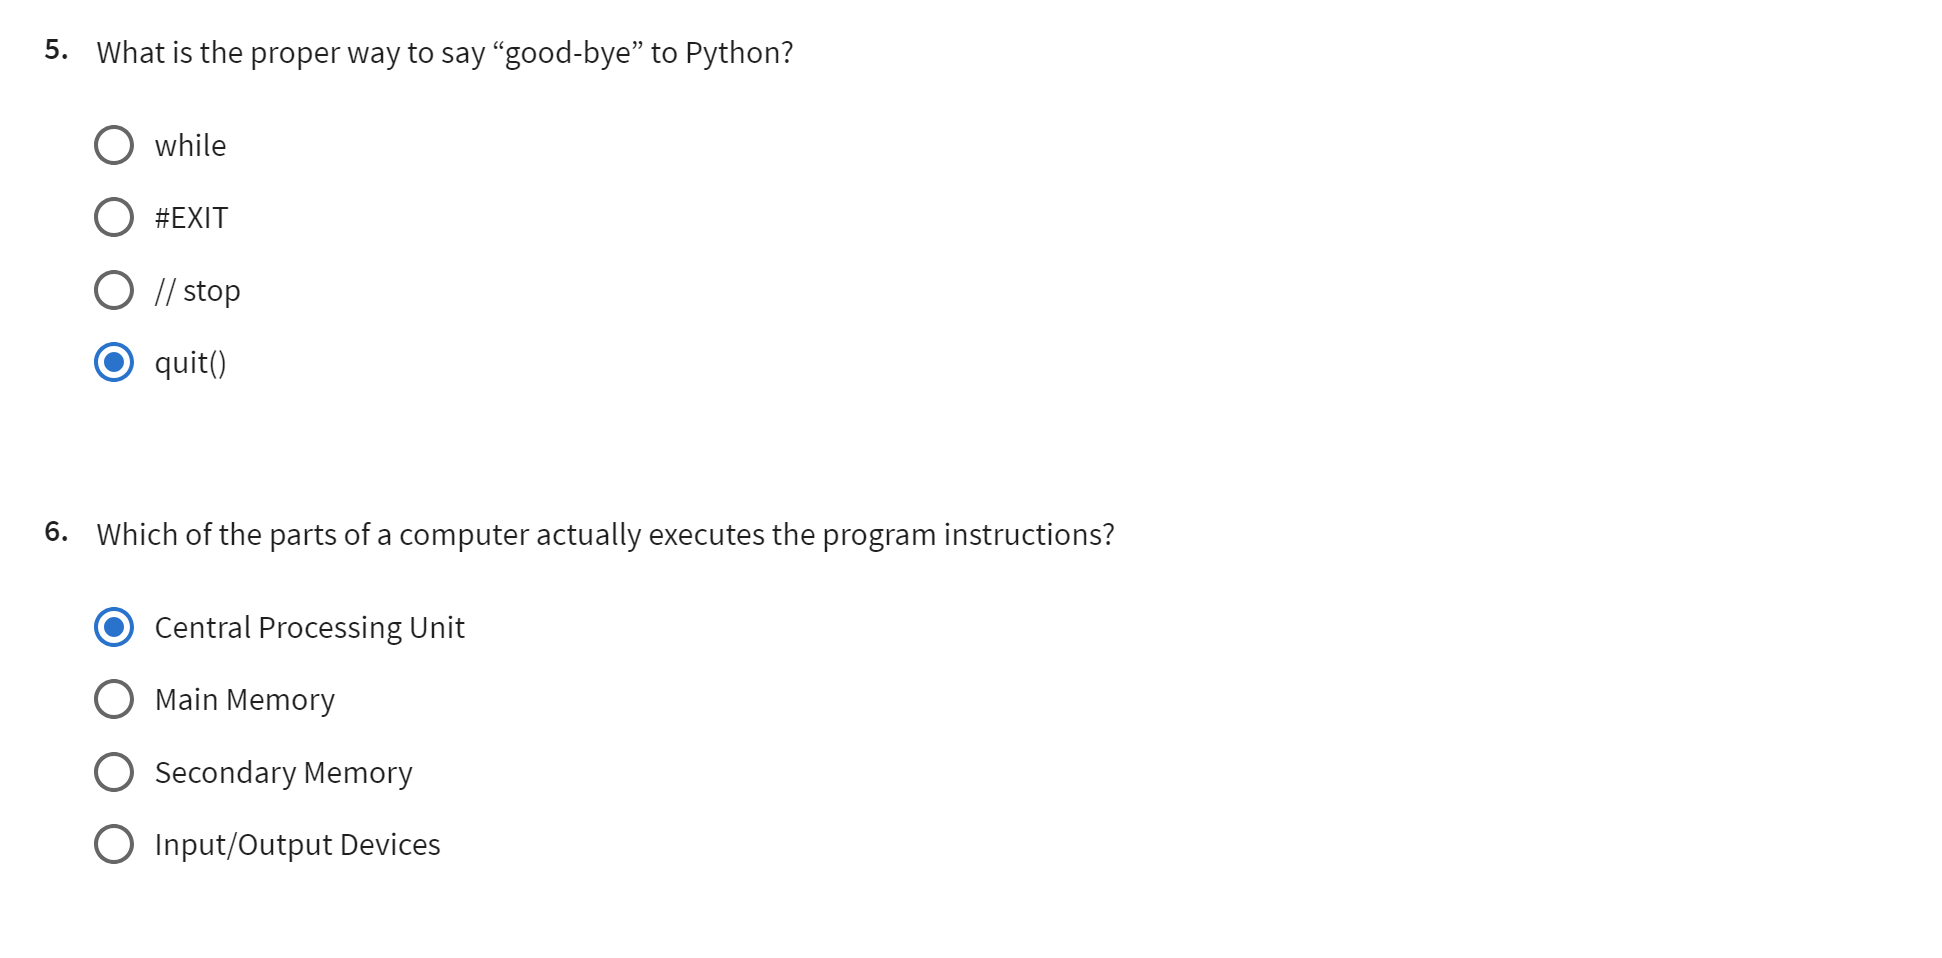 5. What is the proper way to say “good-bye” to Python?
while
#EXIT
// stop
quit()
6. Which of the parts of a computer actually executes the program instructions?
Central Processing Unit
Main Memory
Secondary Memory
Input/Output Devices